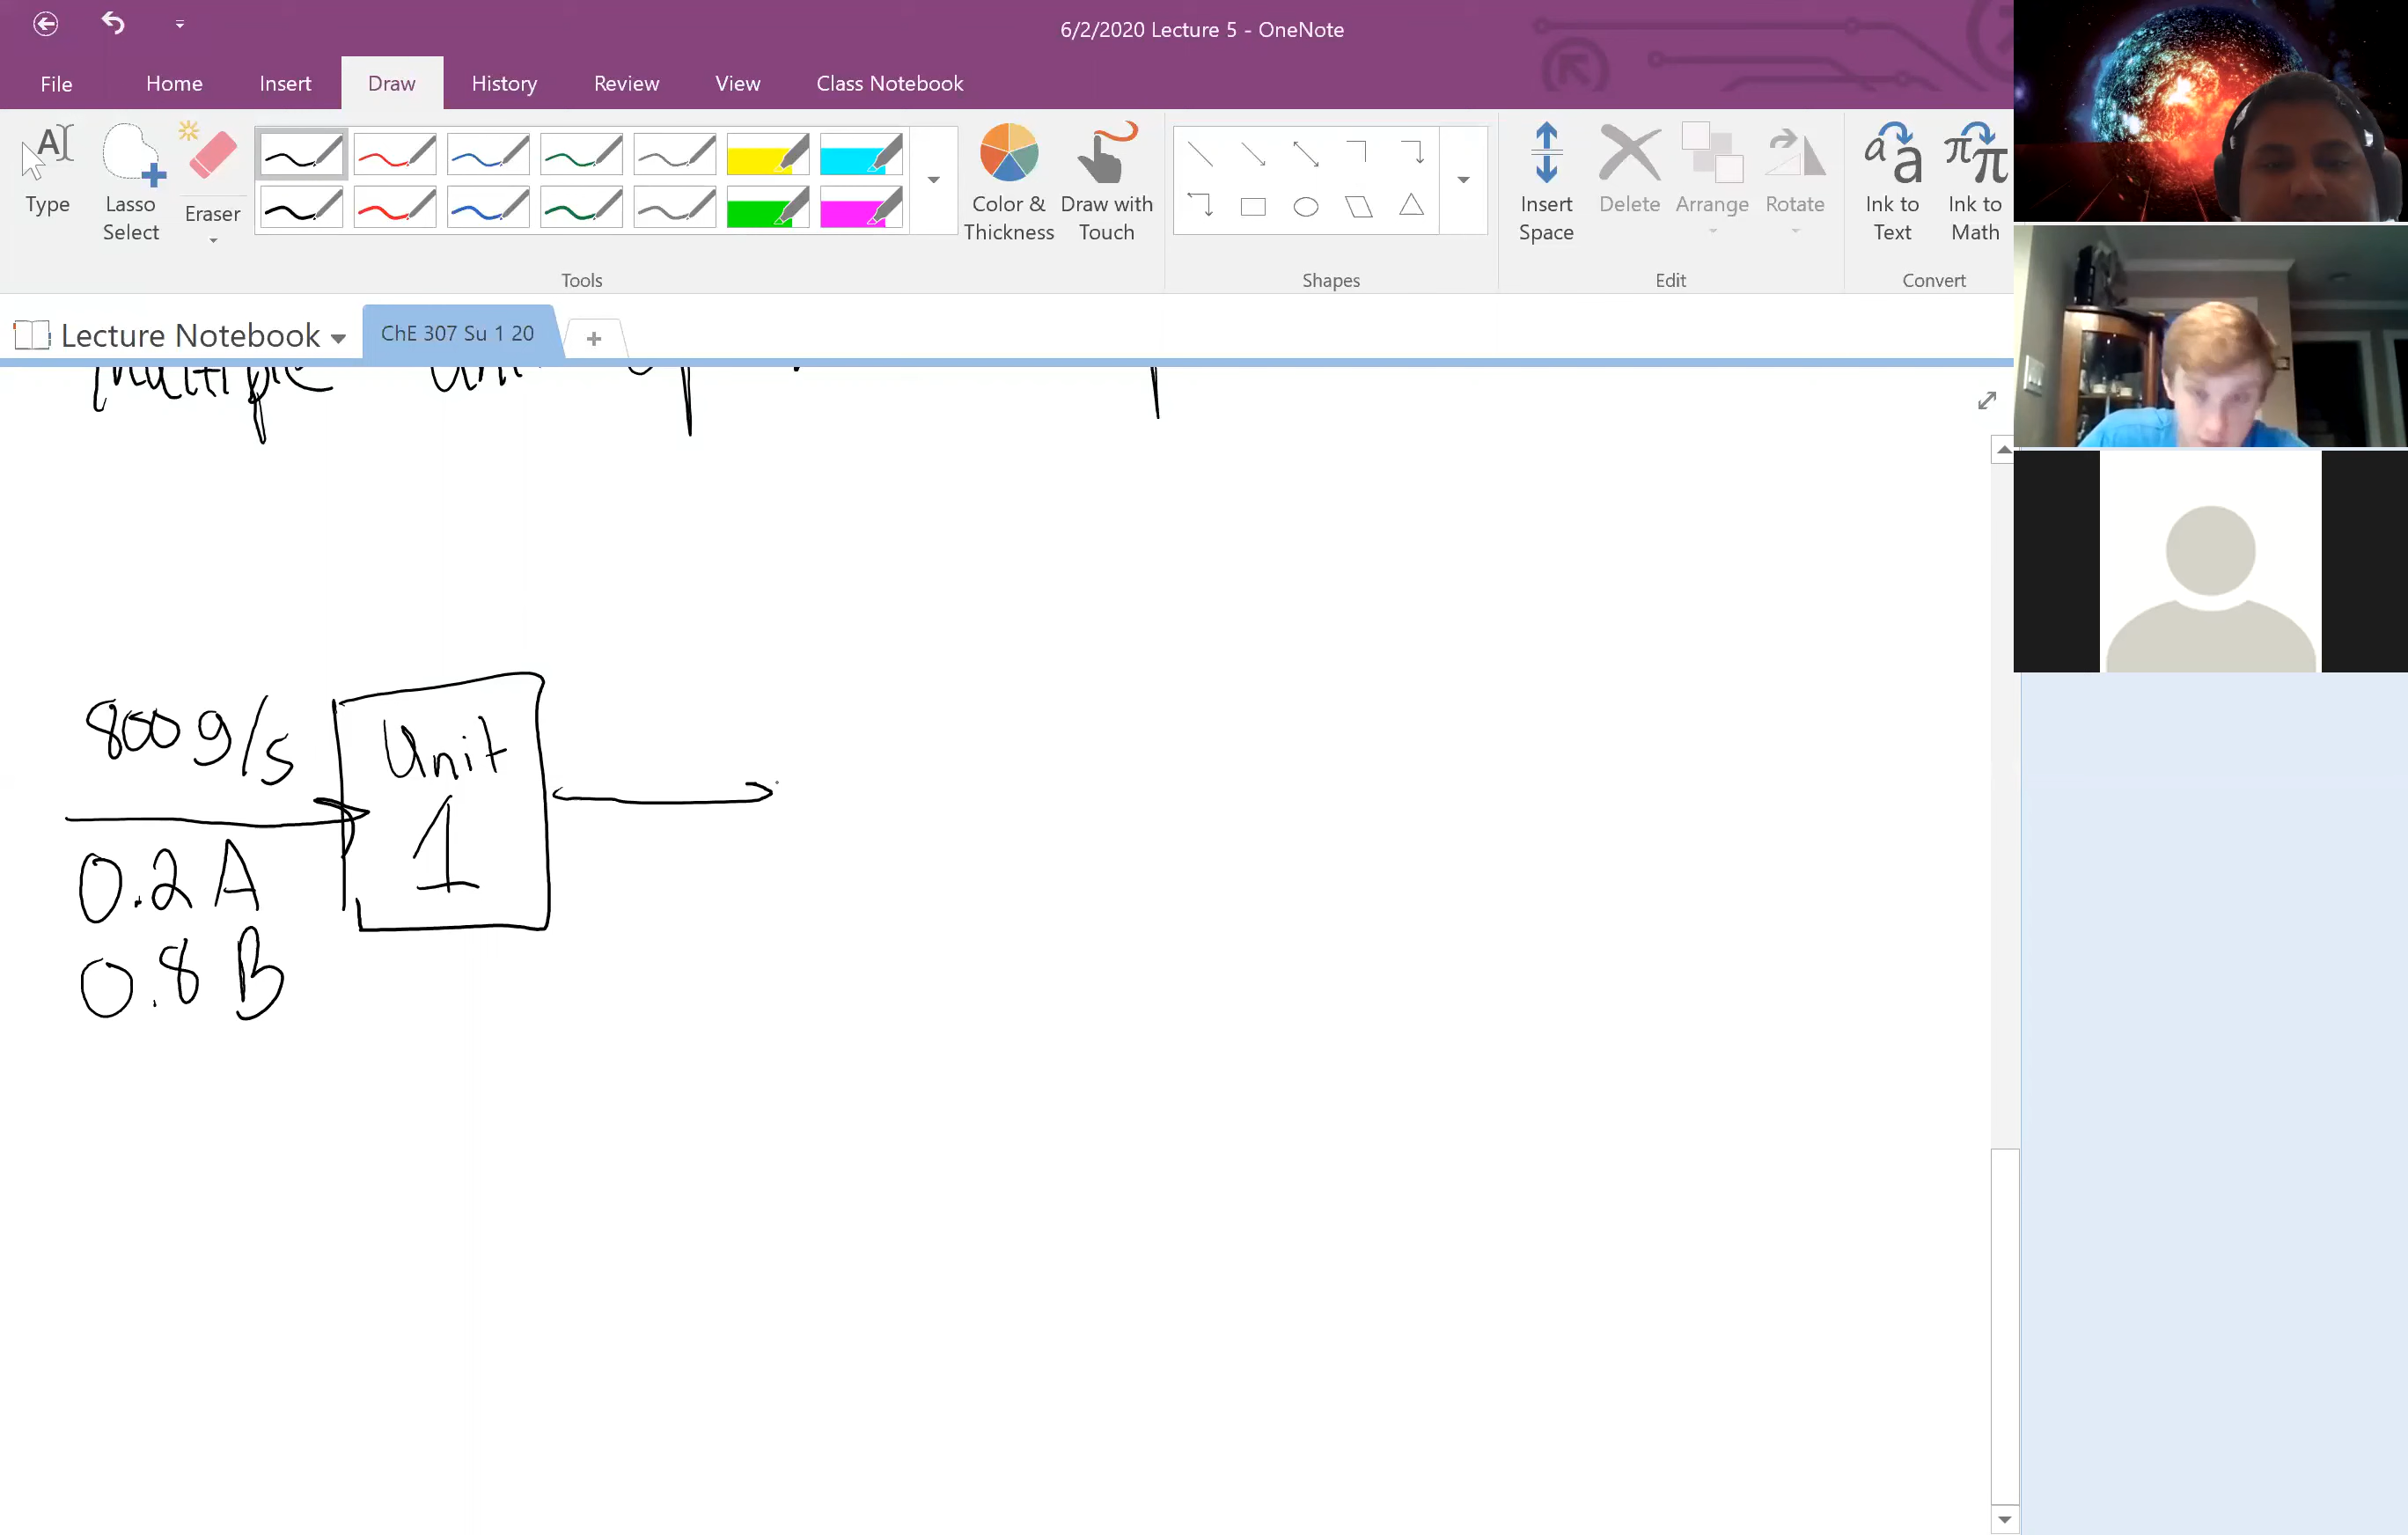 6/2/2020 Lecture 5 - OneNote
File Home Insert Draw History Review View Class Notebook
Type
Lasso Select
Eraser
Color & Thickness
Draw with Touch
Insert Space
Delete
Arrange
Rotate
Ink to Text
Ink to Math
Tools Shapes Edit Convert
Lecture Notebook
ChE 307 Su 1 20
Multiple
800 g/s
Unit
1
0.2 A
0.8 B